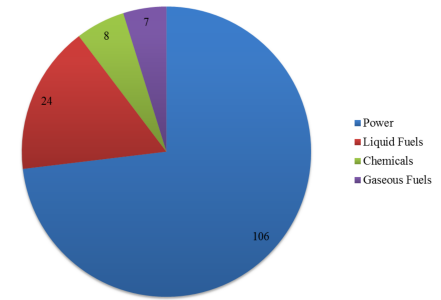 7
8
24
106
Power
Liquid Fuels
Chemicals
Gaseous Fuels